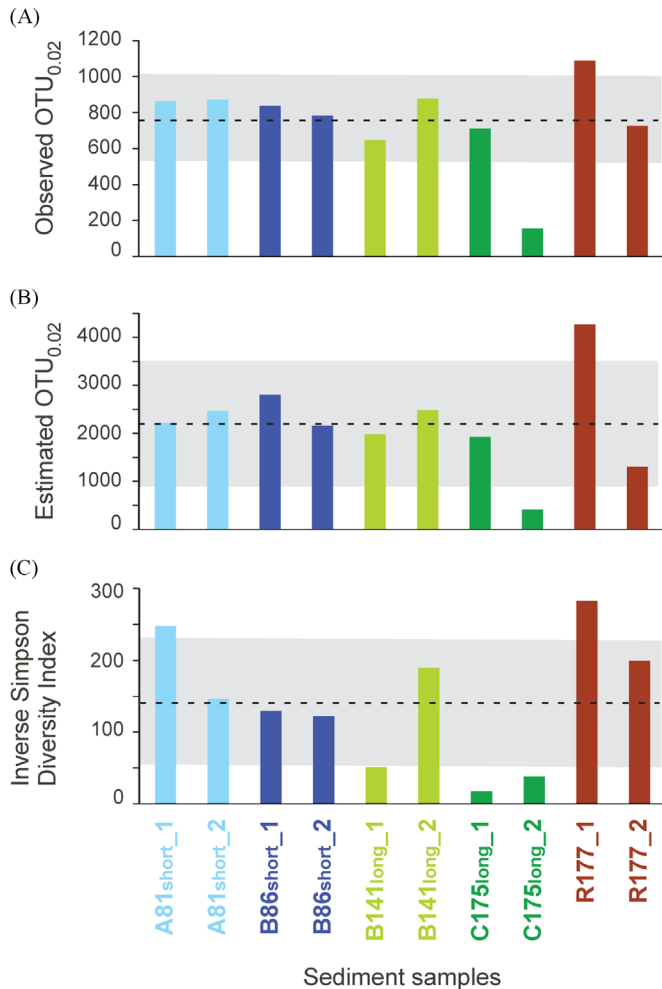 (A)
Observed OTU0.02
1200
1000
800
600
400
200
0
(B)
Estimated OTU0.02
4000
3000
2000
1000
0
(C)
Inverse Simpson
Diversity Index
300
200
100
0
A81short_1
A81short_2
B86short_1
B86short_2
B141long_1
B141long_2
C175long_1
C175long_2
R177_1
R177_2
Sediment samples